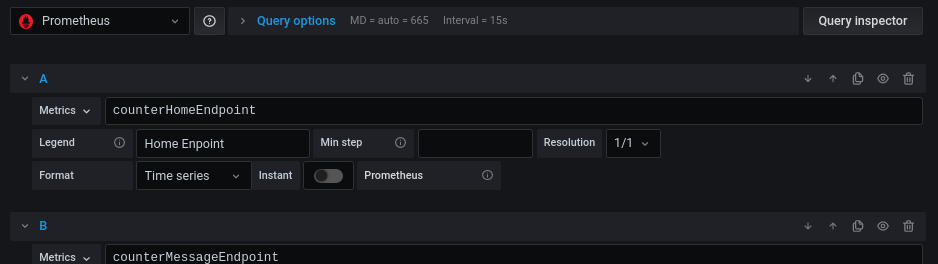 Prometheus Query options MD = auto = 665 Interval = 15s Query inspector
A
Metrics counterHomeEndpoint
Legend Home Enpoint Min step Resolution 1/1
Format Time series Instant Prometheus
B
Metrics counterMessageEndpoint